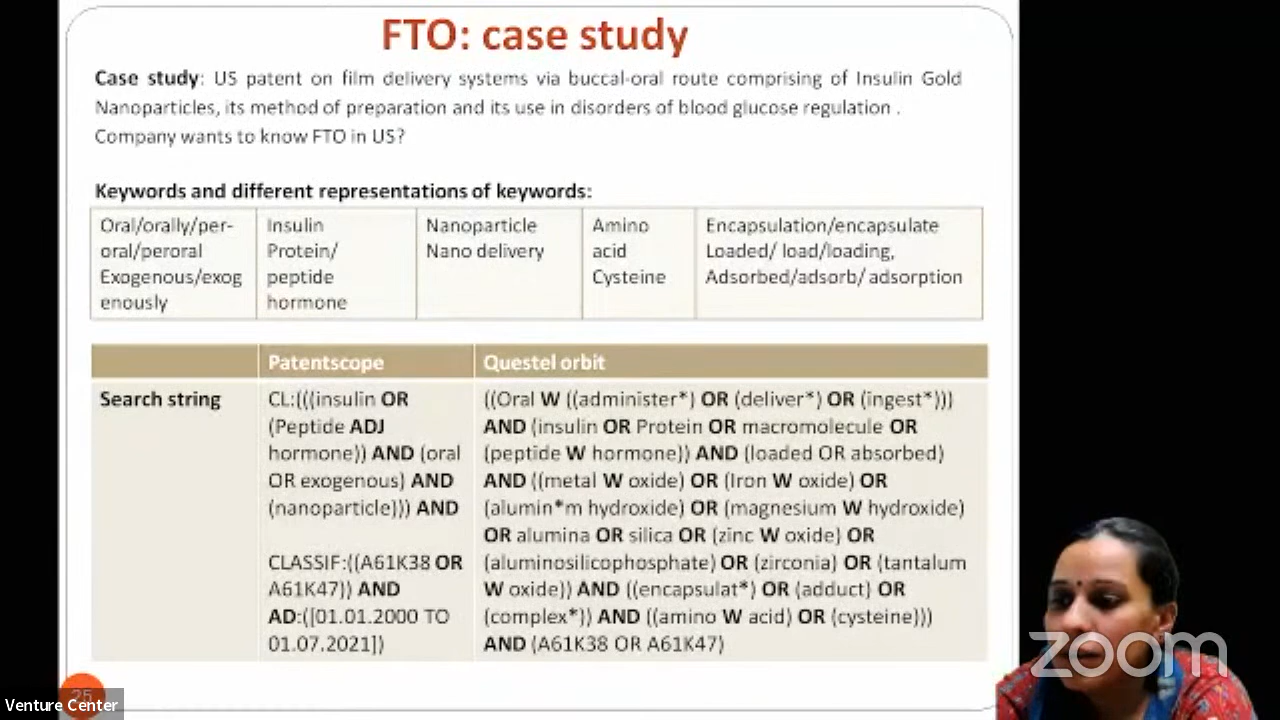 FTO: case study
Case study: US patent on film delivery systems via buccal-oral route comprising of Insulin Gold
Nanoparticles, its method of preparation and its use in disorders of blood glucose regulation .
Company wants to know FTO in US?
Keywords and different representations of keywords:
Oral/orally/per-
oral/peroral
Exogenous/exog
enously
Insulin
Protein/
peptide
hormone
Nanoparticle
Nano delivery
Amino
acid
Cysteine
Encapsulation/encapsulate
Loaded/ load/loading,
Adsorbed/adsorb/ adsorption
Patentscope
Questel orbit
Search string
CL:(((insulin OR
(Peptide ADJ
hormone)) AND (oral
OR exogenous) AND
(nanoparticle))) AND
CLASSIF:((A61K38 OR
A61K47)) AND
AD:([01.01.2000 TO
01.07.2021])
((Oral W ((administer*) OR (deliver*) OR (ingest*)))
AND (insulin OR Protein OR macromolecule OR
(peptide W hormone)) AND (loaded OR absorbed)
AND ((metal W oxide) OR (Iron W oxide) OR
(alumin*m hydroxide) OR (magnesium W hydroxide)
OR alumina OR silica OR (zinc W oxide) OR
(aluminosilicophosphate) OR (zirconia) OR (tantalum
W oxide)) AND ((encapsulat*) OR (adduct) OR
(complex*)) AND ((amino W acid) OR (cysteine)))
AND (A61K38 OR A61K47)
25
Venture Center
zoom